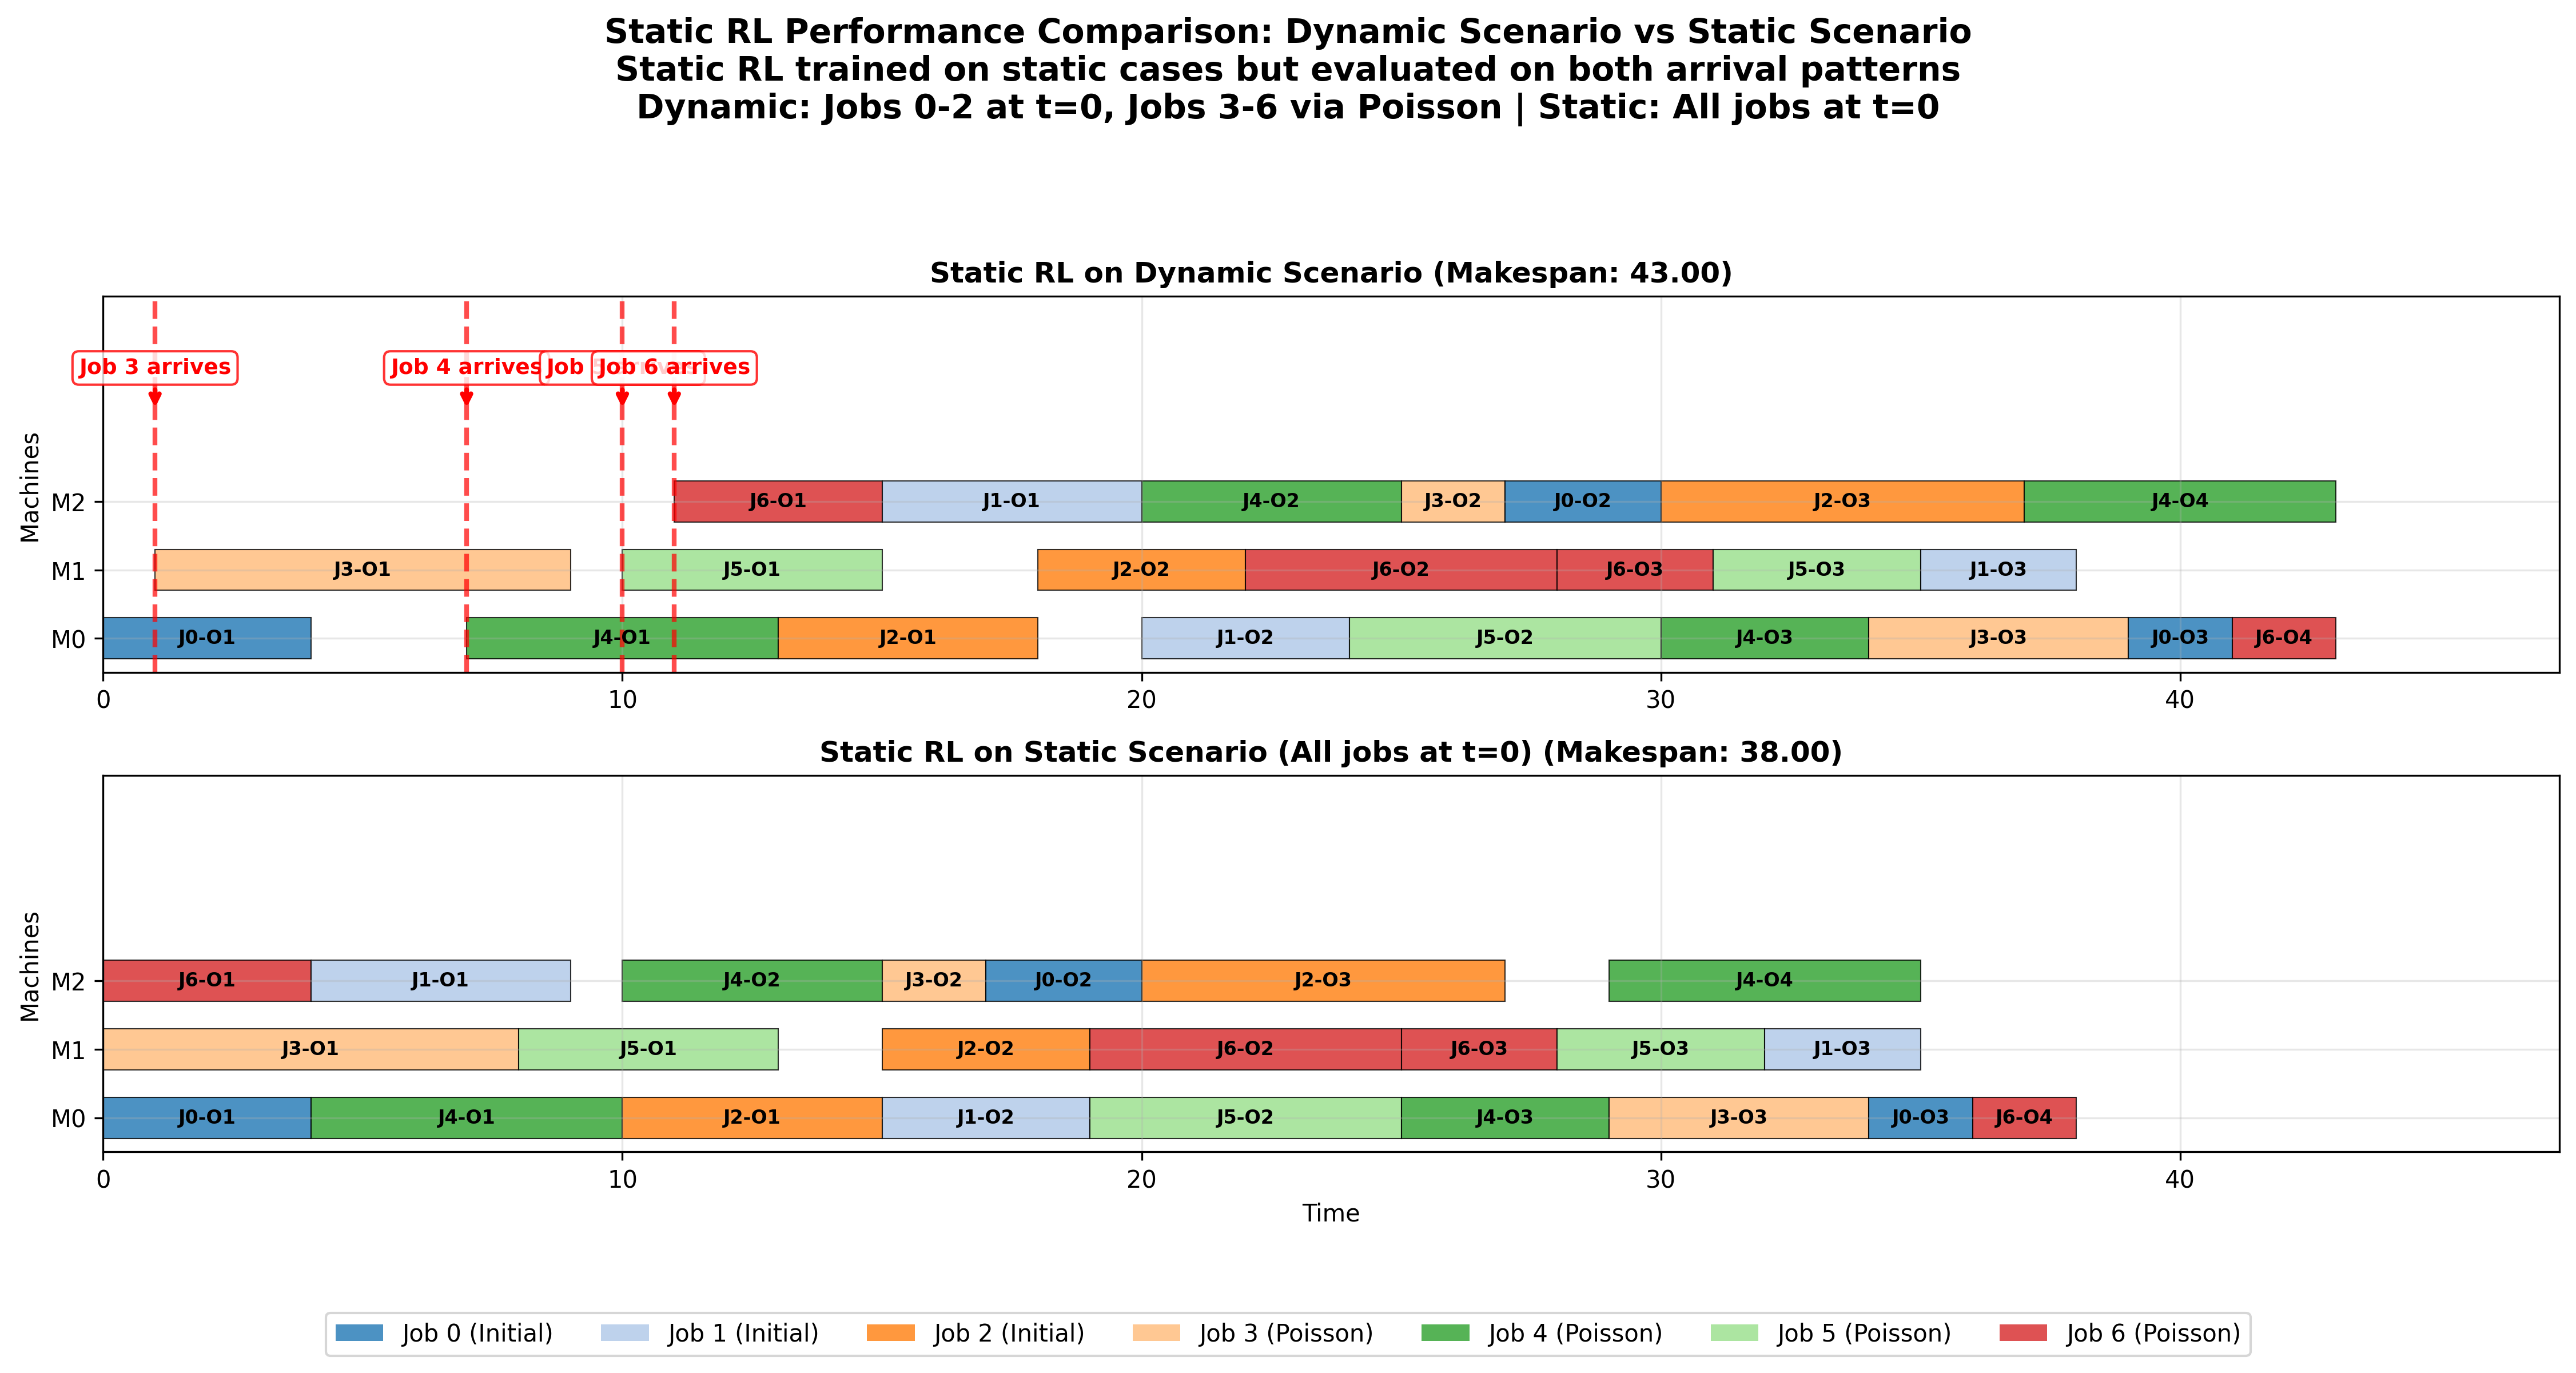 Static RL Performance Comparison: Dynamic Scenario vs Static Scenario
Static RL trained on static cases but evaluated on both arrival patterns
Dynamic: Jobs 0-2 at t=0, Jobs 3-6 via Poisson | Static: All jobs at t=0
Static RL on Dynamic Scenario (Makespan: 43.00)
Job 3 arrives
Job 4 arrives
Job
Job 6 arrives
Machines
M2
J6-O1
J1-O1
J4-O2
J3-O2
J0-O2
J2-O3
J4-O4
M1
J3-O1
J5-O1
J2-O2
J6-O2
J6-O3
J5-O3
J1-O3
M0
J0-O1
J4-O1
J2-O1
J1-O2
J5-O2
J4-O3
J3-O3
J0-O3
J6-O4
0
10
20
30
40
Static RL on Static Scenario (All jobs at t=0) (Makespan: 38.00)
Machines
M2
J6-O1
J1-O1
J4-O2
J3-O2
J0-O2
J2-O3
J4-O4
M1
J3-O1
J5-O1
J2-O2
J6-O2
J6-O3
J5-O3
J1-O3
M0
J0-O1
J4-O1
J2-O1
J1-O2
J5-O2
J4-O3
J3-O3
J0-O3
J6-O4
0
10
20
30
40
Time
Job 0 (Initial)
Job 1 (Initial)
Job 2 (Initial)
Job 3 (Poisson)
Job 4 (Poisson)
Job 5 (Poisson)
Job 6 (Poisson)